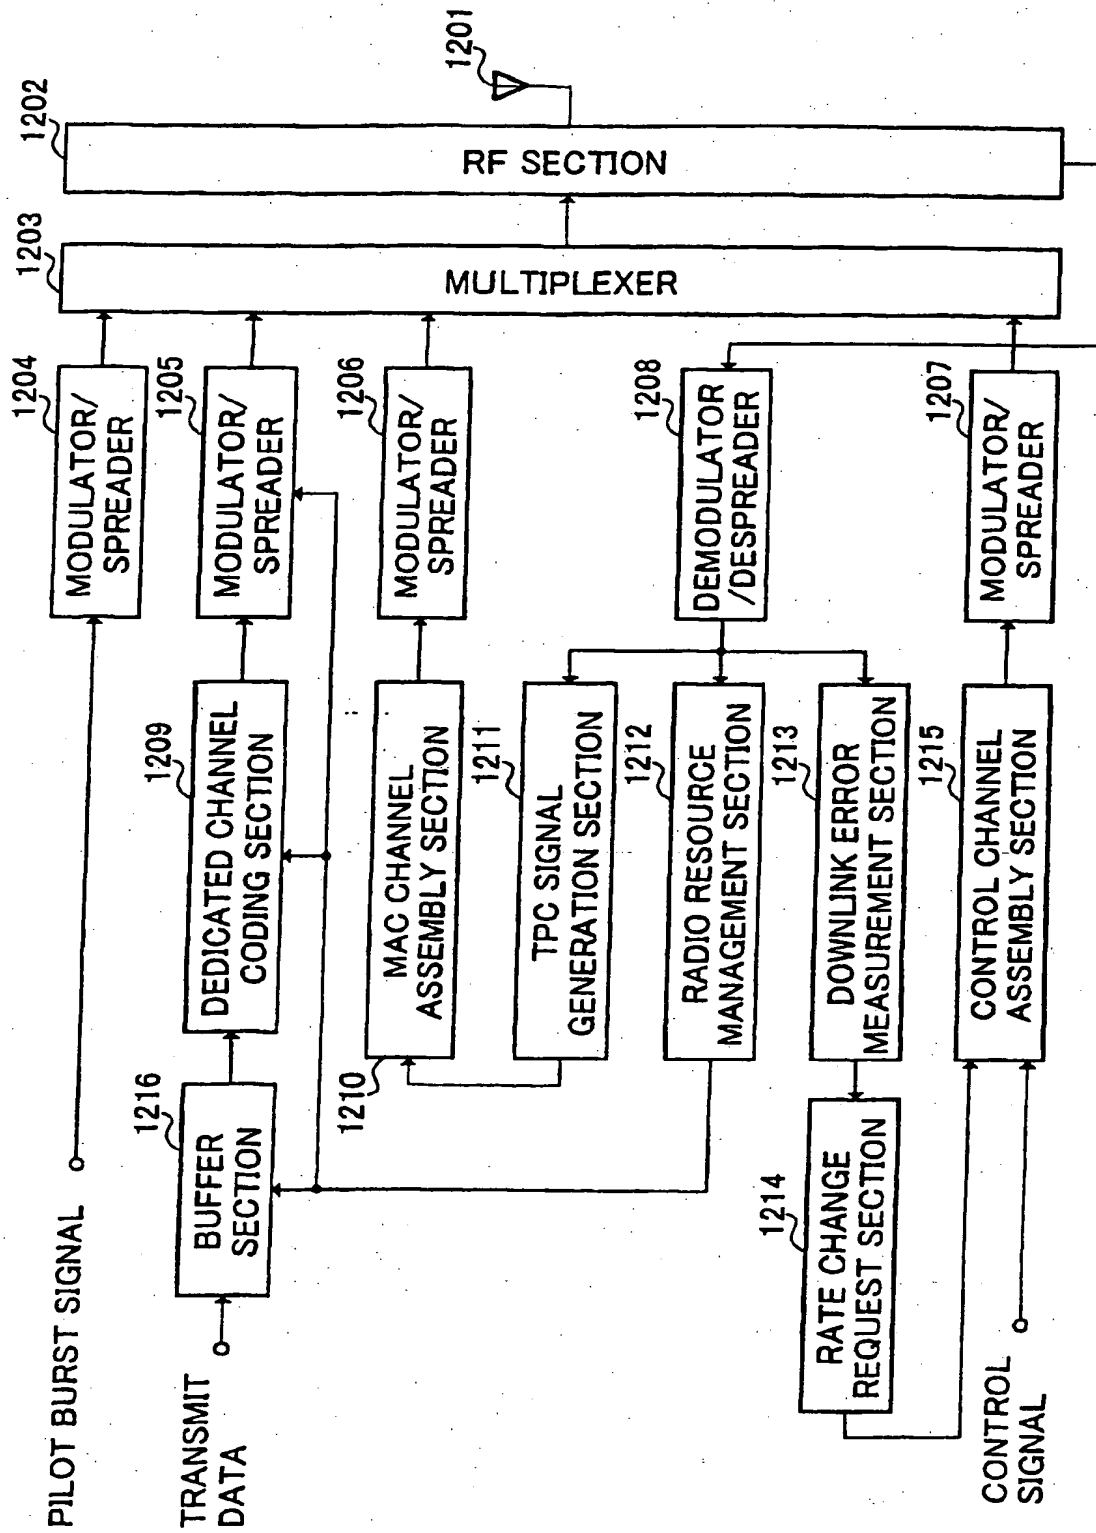 PILOT BURST SIGNAL
TRANSMIT
DATA
1216
BUFFER
SECTION
1209
DEDICATED CHANNEL
CODING SECTION
1204
MODULATOR/
SPREADER
1205
MODULATOR/
SPREADER
1203
MULTIPLEXER
1202
RF SECTION
1201
1210
MAC CHANNEL
ASSEMBLY SECTION
1206
MODULATOR/
SPREADER
1211
TPC SIGNAL
GENERATION SECTION
1212
RADIO RESOURCE
MANAGEMENT SECTION
1208
DEMODULATOR
/DESPREADER
1213
DOWNLINK ERROR
MEASUREMENT SECTION
1214
RATE CHANGE
REQUEST SECTION
1215
CONTROL CHANNEL
ASSEMBLY SECTION
1207
MODULATOR/
SPREADER
CONTROL
SIGNAL